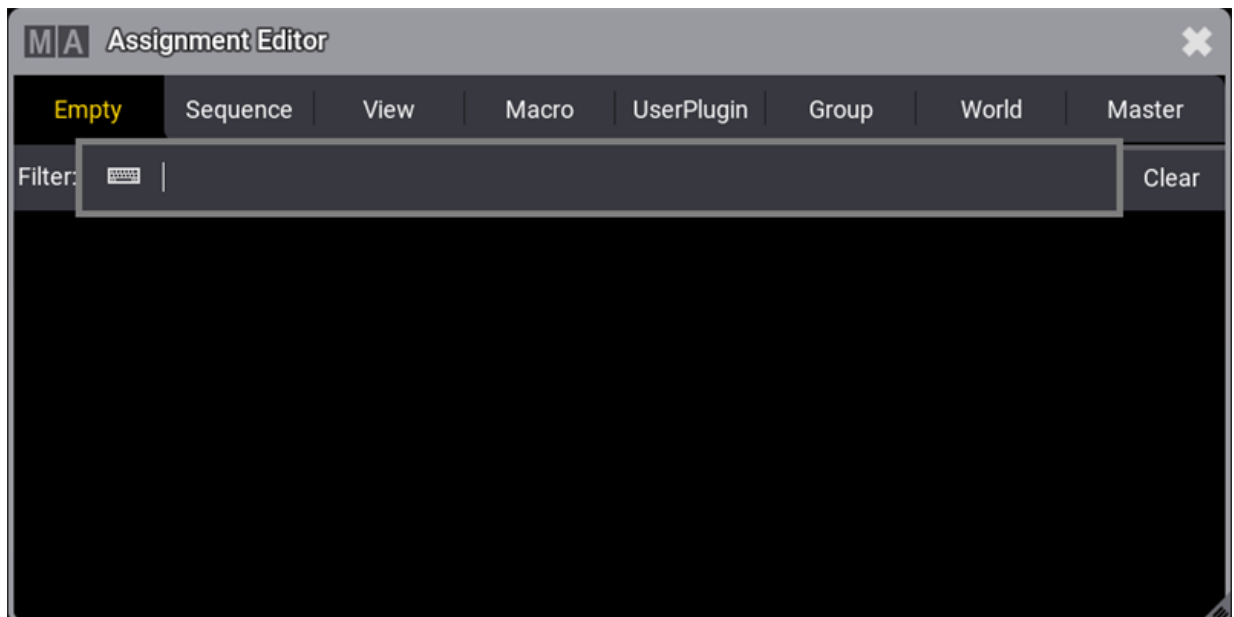 MA Assignment Editor
Empty Sequence View Macro UserPlugin Group World Master
Filter: Clear